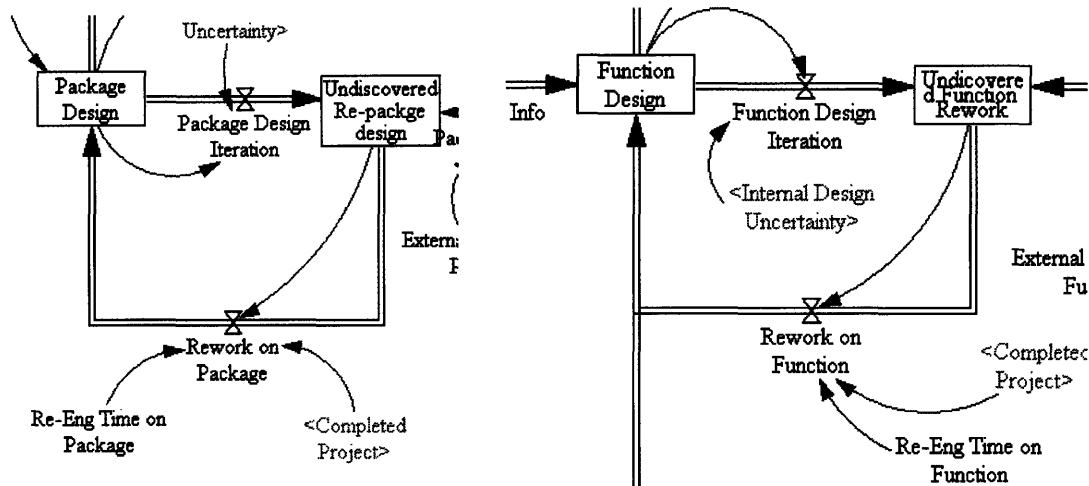 Uncertainty>
Package
Design
Undiscovered
Re-packge
design
Package Design
Iteration
Externa
Rework on
Package
Re-Eng Time on
Package
<Completed
Project>
Info
Function
Design
Undicovere
d Function
Rework
Function Design
Iteration
<Internal Design
Uncertainty>
External
Fu
Rework on
Function
<Completed
Project>
Re-Eng Time on
Function